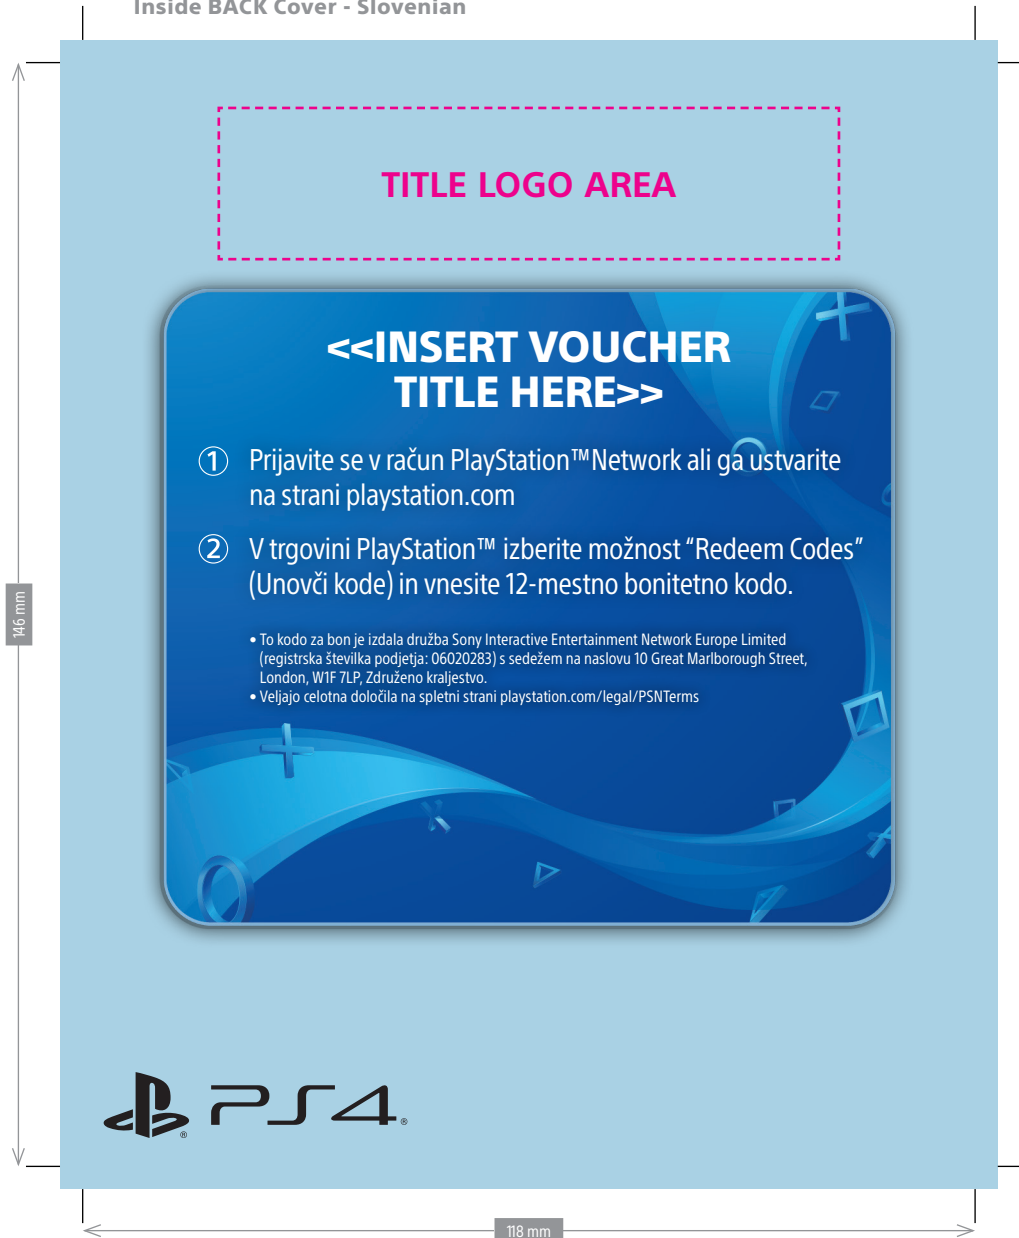 Inside BACK Cover - Slovenian
TITLE LOGO AREA
<<INSERT VOUCHER
TITLE HERE>>
① Prijavite se v račun PlayStation™Network ali ga ustvarite
na strani playstation.com
② V trgovini PlayStation™ izberite možnost “Redeem Codes”
(Unovči kode) in vnesite 12-mestno bonitetno kodo.
• To kodo za bon je izdala družba Sony Interactive Entertainment Network Europe Limited
(registrska številka podjetja: 06020283) s sedežem na naslovu 10 Great Marlborough Street,
London, W1F 7LP, Združeno kraljestvo.
• Veljajo celotna določila na spletni strani playstation.com/legal/PSNTerms
146 mm
® PS4®
118 mm